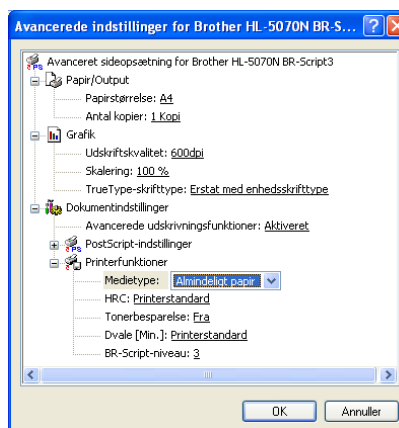 Avancerede indstillinger for Brother HL-5070N BR-S...
Avanceret sideopsætning for Brother HL-5070N BR-Script3
Papir/Output
Papirstørrelse: A4
Antal kopier: 1 Kopi
Grafik
Udskriftskvalitet: 600dpi
Skalering: 100 %
TrueType-skrifttype: Erstat med enhedsskrifttype
Dokumentindstillinger
Avancerede udskrivningsfunktioner: Aktiveret
PostScript-indstillinger
Printerfunktioner
Medietype: Almindeligt papir
HRC: Printerstandard
Tonerbesparelse: Fra
Dvale [Min.]: Printerstandard
BR-Script-niveau: 3
OK Annuller